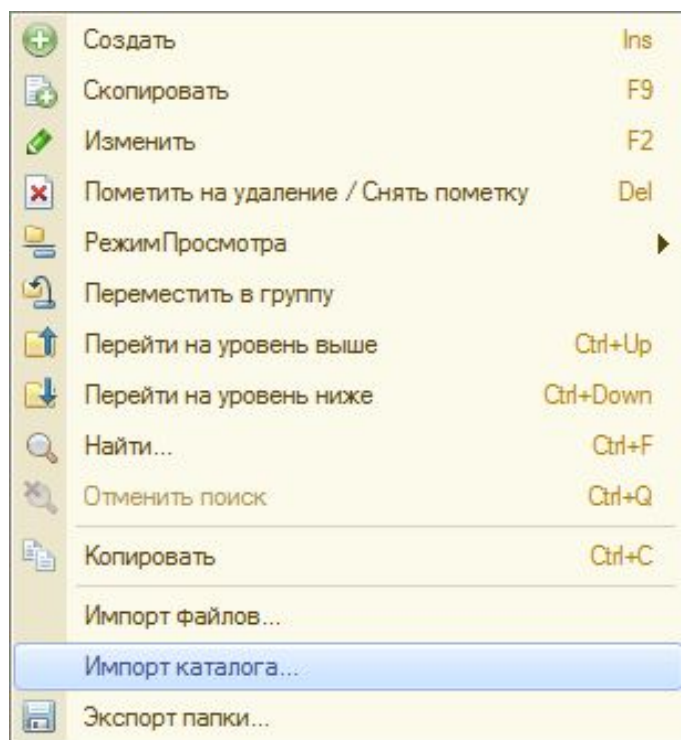 Создать Ins
Скопировать F9
Изменить F2
Пометить на удаление / Снять пометку Del
РежимПросмотра
Переместить в группу
Перейти на уровень выше Ctrl+Up
Перейти на уровень ниже Ctrl+Down
Найти... Ctrl+F
Отменить поиск Ctrl+Q
Копировать Ctrl+C
Импорт файлов...
Импорт каталога...
Экспорт папки...